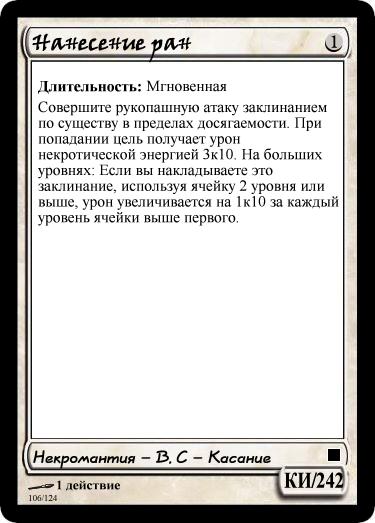 Нанесение ран
1
Длительность: Мгновенная
Совершите рукопашную атаку заклинанием
по существу в пределах досягаемости. При
попадании цель получает урон
некротической энергией 3к10. На больших
уровнях: Если вы накладываете это
заклинание, используя ячейку 2 уровня или
выше, урон увеличивается на 1к10 за каждый
уровень ячейки выше первого.
Некромантия – В, С – Касание
1 действие
КИ/242
106/124